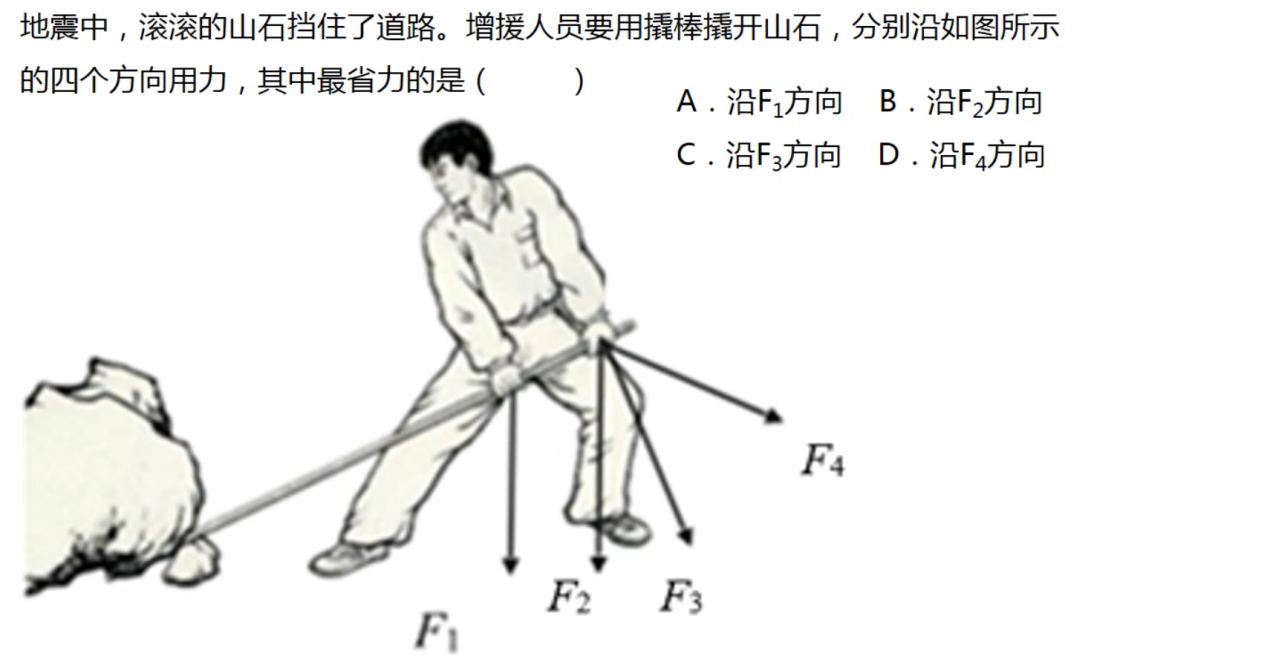 地震中，滚滚的山石挡住了道路。增援人员要用撬棒撬开山石，分别沿如图所示
的四个方向用力，其中最省力的是（　　）
A．沿F₁方向　B．沿F₂方向
C．沿F₃方向　D．沿F₄方向
F₄
F₂　F₃
F₁